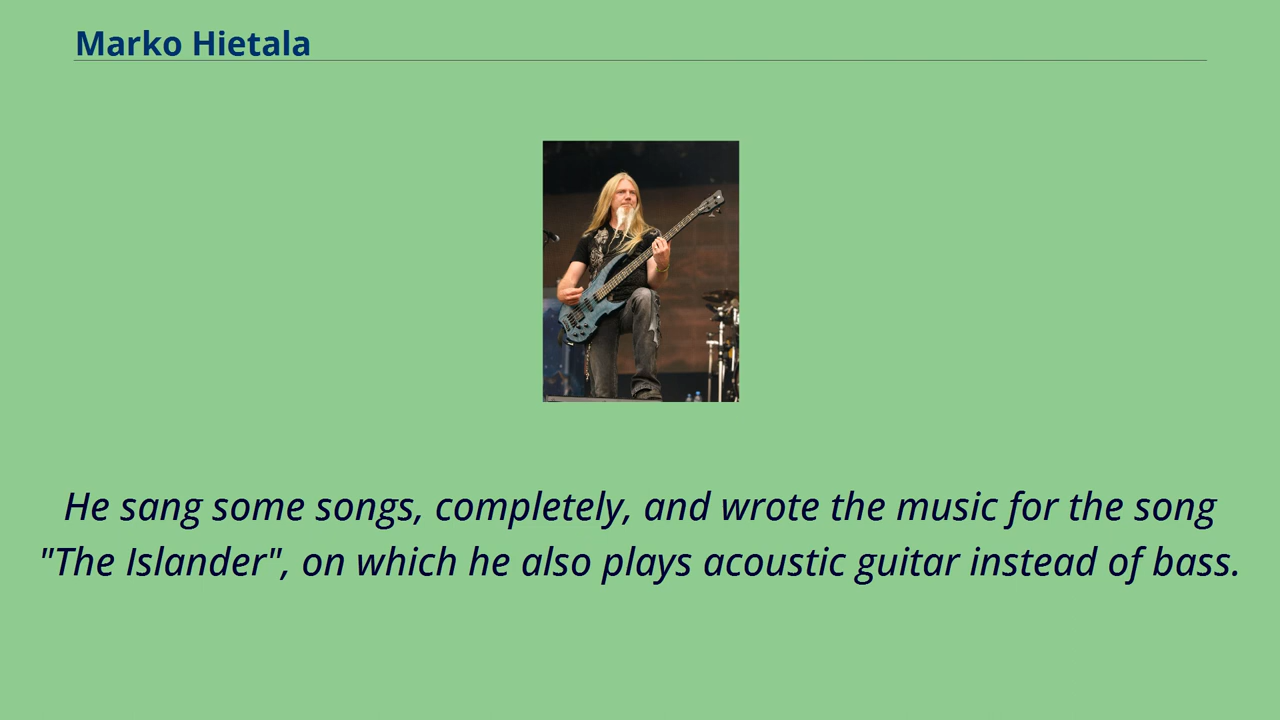 Marko Hietala
He sang some songs, completely, and wrote the music for the song
"The Islander", on which he also plays acoustic guitar instead of bass.